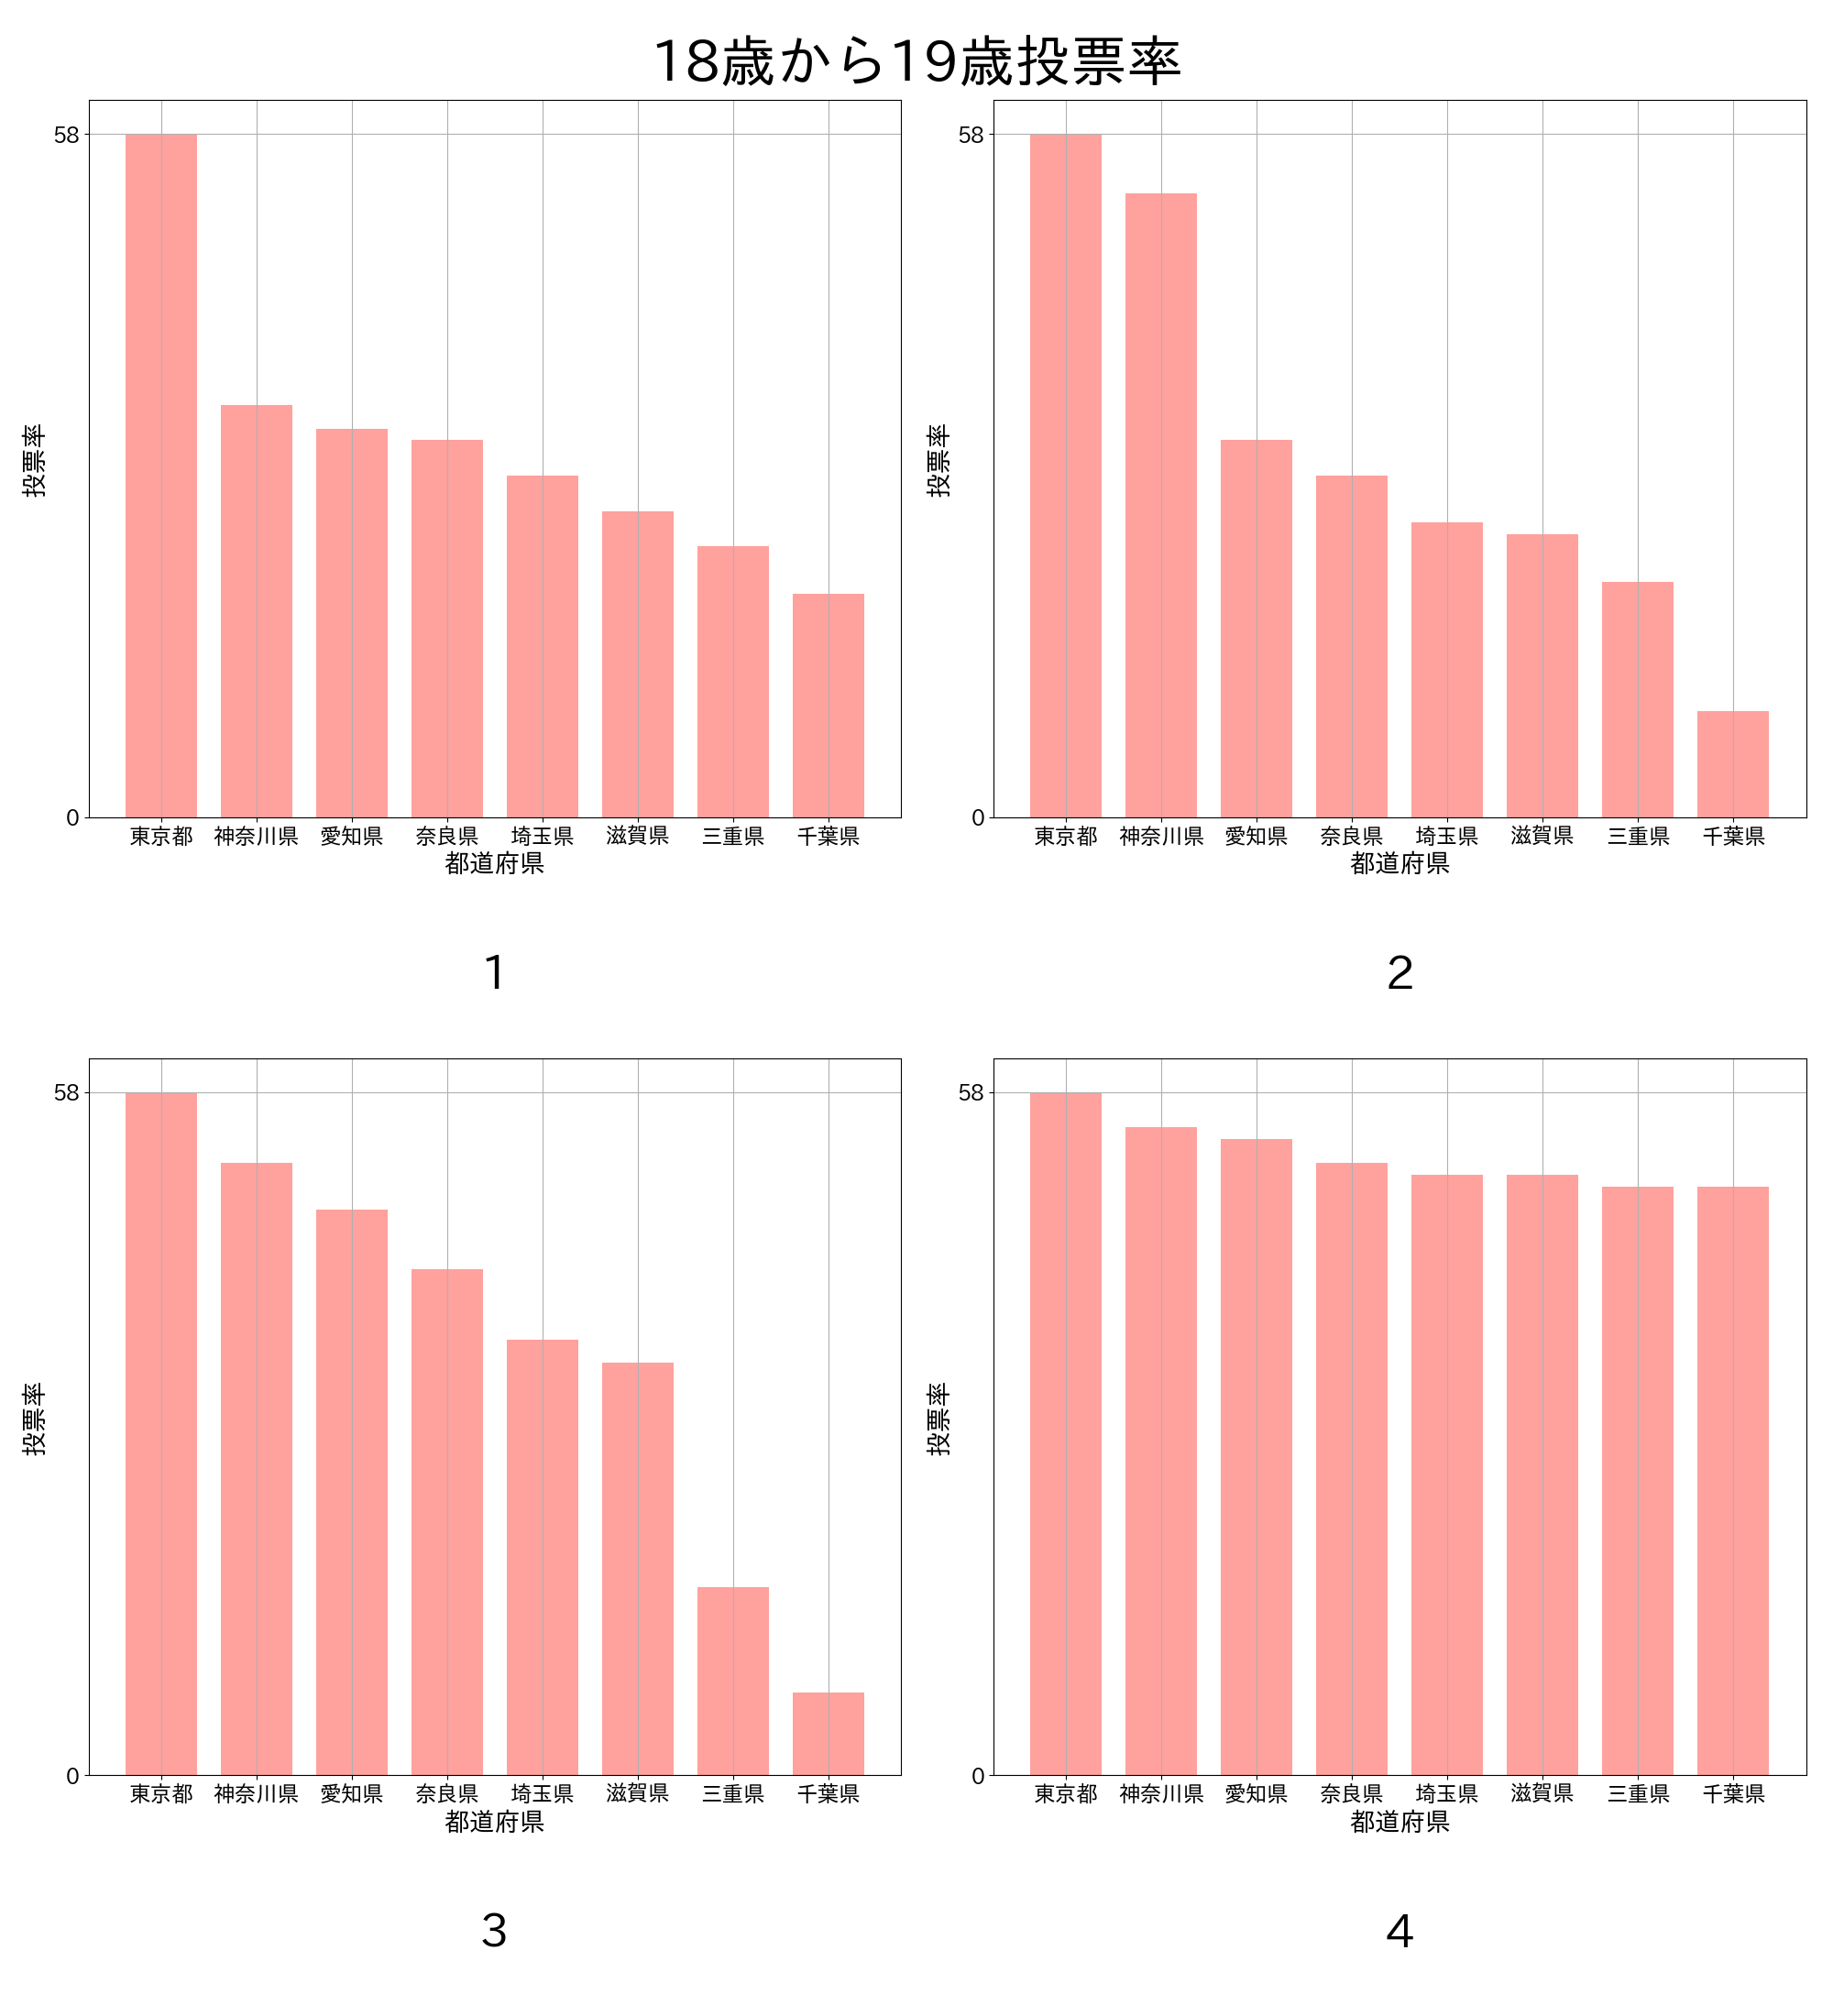 18歳から19歳投票率
58
0
投票率
東京都 神奈川県 愛知県 奈良県 埼玉県 滋賀県 三重県 千葉県
都道府県
1
58
0
投票率
東京都 神奈川県 愛知県 奈良県 埼玉県 滋賀県 三重県 千葉県
都道府県
2
58
0
投票率
東京都 神奈川県 愛知県 奈良県 埼玉県 滋賀県 三重県 千葉県
都道府県
3
58
0
投票率
東京都 神奈川県 愛知県 奈良県 埼玉県 滋賀県 三重県 千葉県
都道府県
4